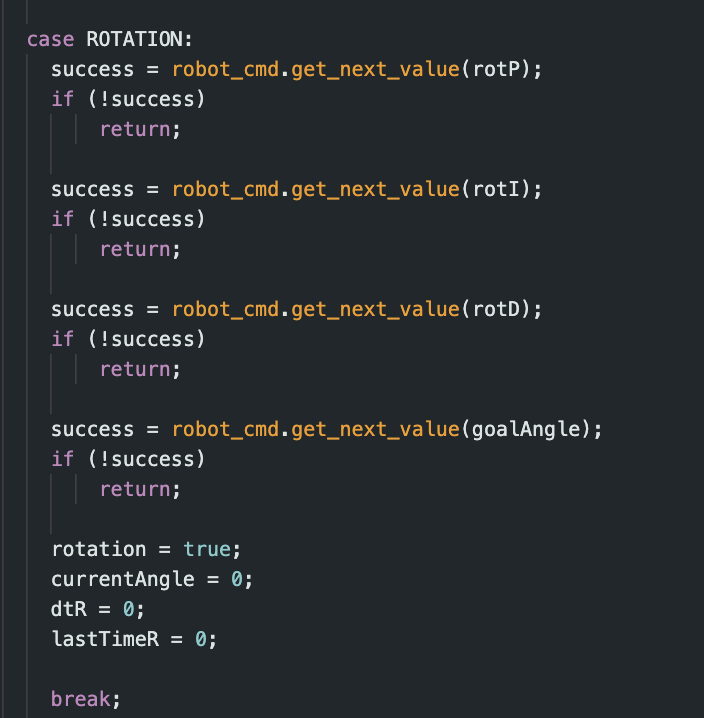 case ROTATION:
success = robot_cmd.get_next_value(rotP);
if (!success)
return;
success = robot_cmd.get_next_value(rotI);
if (!success)
return;
success = robot_cmd.get_next_value(rotD);
if (!success)
return;
success = robot_cmd.get_next_value(goalAngle);
if (!success)
return;
rotation = true;
currentAngle = 0;
dtR = 0;
lastTimeR = 0;
break;